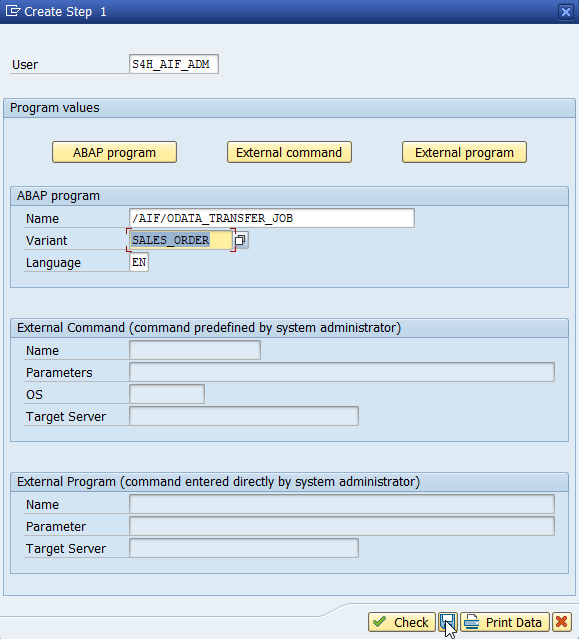 Create Step 1
User S4H_AIF_ADM
Program values
ABAP program External command External program
ABAP program
Name /AIF/ODATA_TRANSFER_JOB
Variant SALES_ORDER
Language EN
External Command (command predefined by system administrator)
Name
Parameters
OS
Target Server
External Program (command entered directly by system administrator)
Name
Parameter
Target Server
Check Print Data